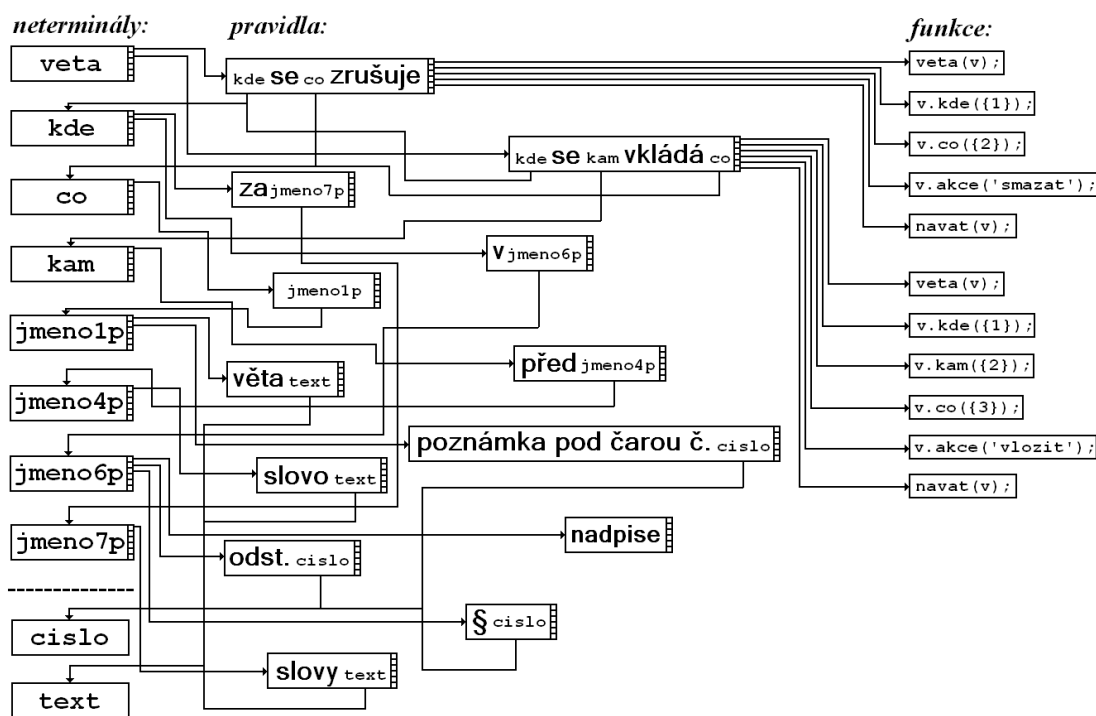 neterminály:
pravidla:
funkce:
veta
kde
co
kam
jmeno1p
jmeno4p
jmeno6p
jmeno7p
cislo
text
kde se co zrušuje
kde se kam vkládá co
za jmeno7p
v jmeno6p
jmeno1p
před jmeno4p
věta text
poznámka pod čarou č. cislo
slovo text
nadpise
odst. cislo
§ cislo
slovy text
veta(v);
v.kde({1});
v.co({2});
v.akce('smazat');
navat(v);
veta(v);
v.kde({1});
v.kam({2});
v.co({3});
v.akce('vlozit');
navat(v);